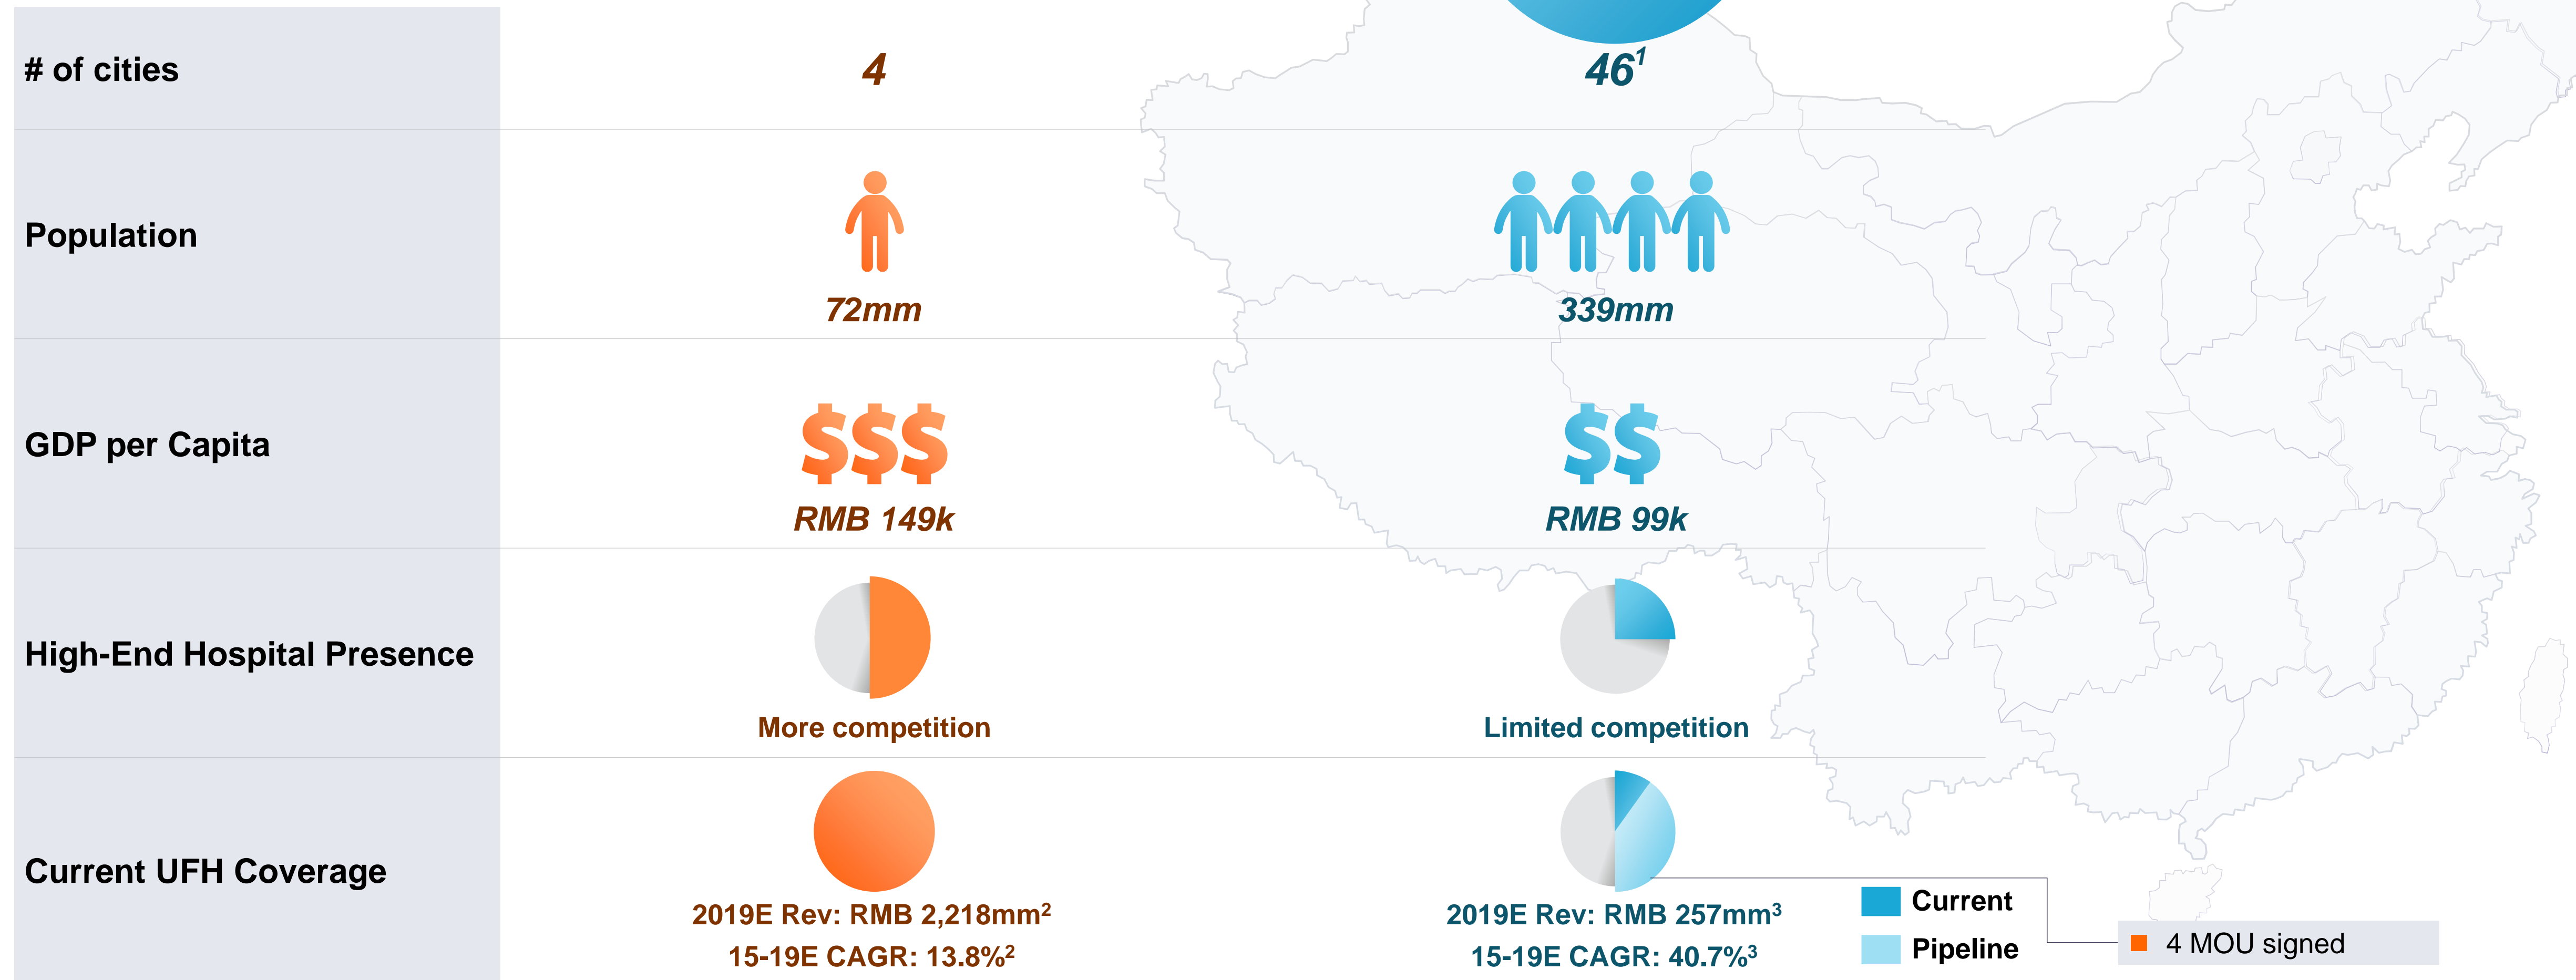 # of cities
4
46¹
Population
72mm
339mm
GDP per Capita
$$$
$$
RMB 149k
RMB 99k
High-End Hospital Presence
More competition
Limited competition
Current UFH Coverage
2019E Rev: RMB 2,218mm²
15-19E CAGR: 13.8%²
2019E Rev: RMB 257mm³
15-19E CAGR: 40.7%³
Current
Pipeline
4 MOU signed